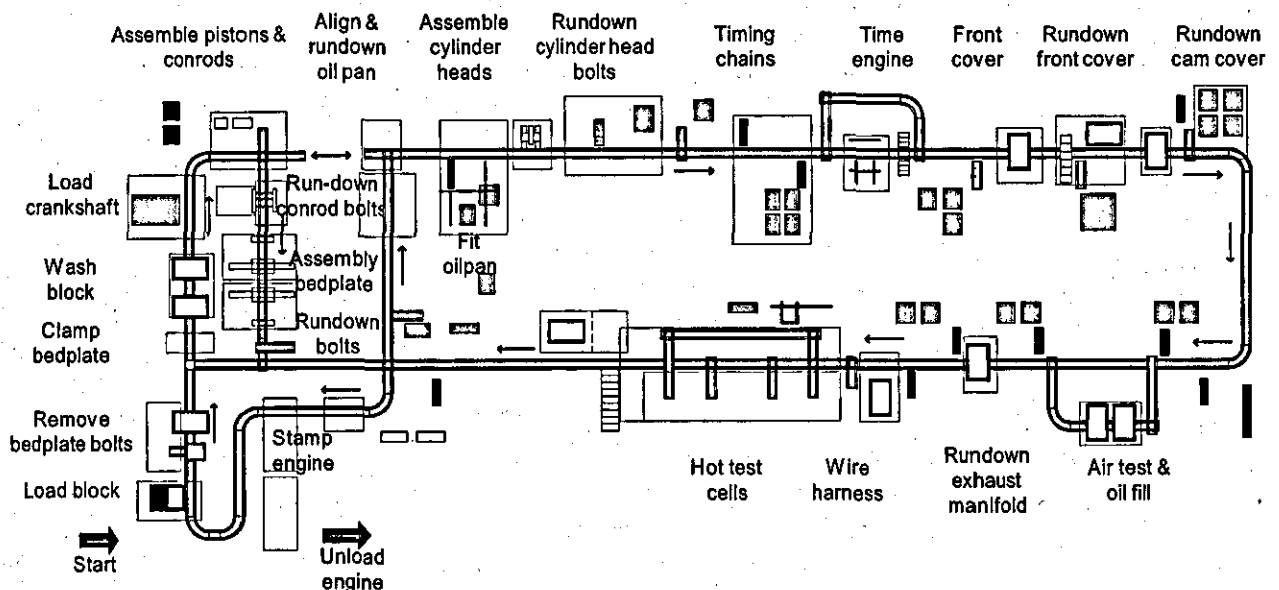 Assemble pistons &
conrods
Align &
rundown
oil pan
Assemble
cylinder
heads
Rundown
cylinder head
bolts
Timing
chains
Time
engine
Front
cover
Rundown
front cover
Rundown
cam cover
Load
crankshaft
Run-down
conrod bolts
Fit
oilpan
Wash
block
Assembly
bedplate
Clamp
bedplate
Rundown
bolts
Remove
bedplate bolts
Stamp
engine
Load block
Hot test
cells
Wire
harness
Rundown
exhaust
manifold
Air test &
oil fill
Start
Unload
engine